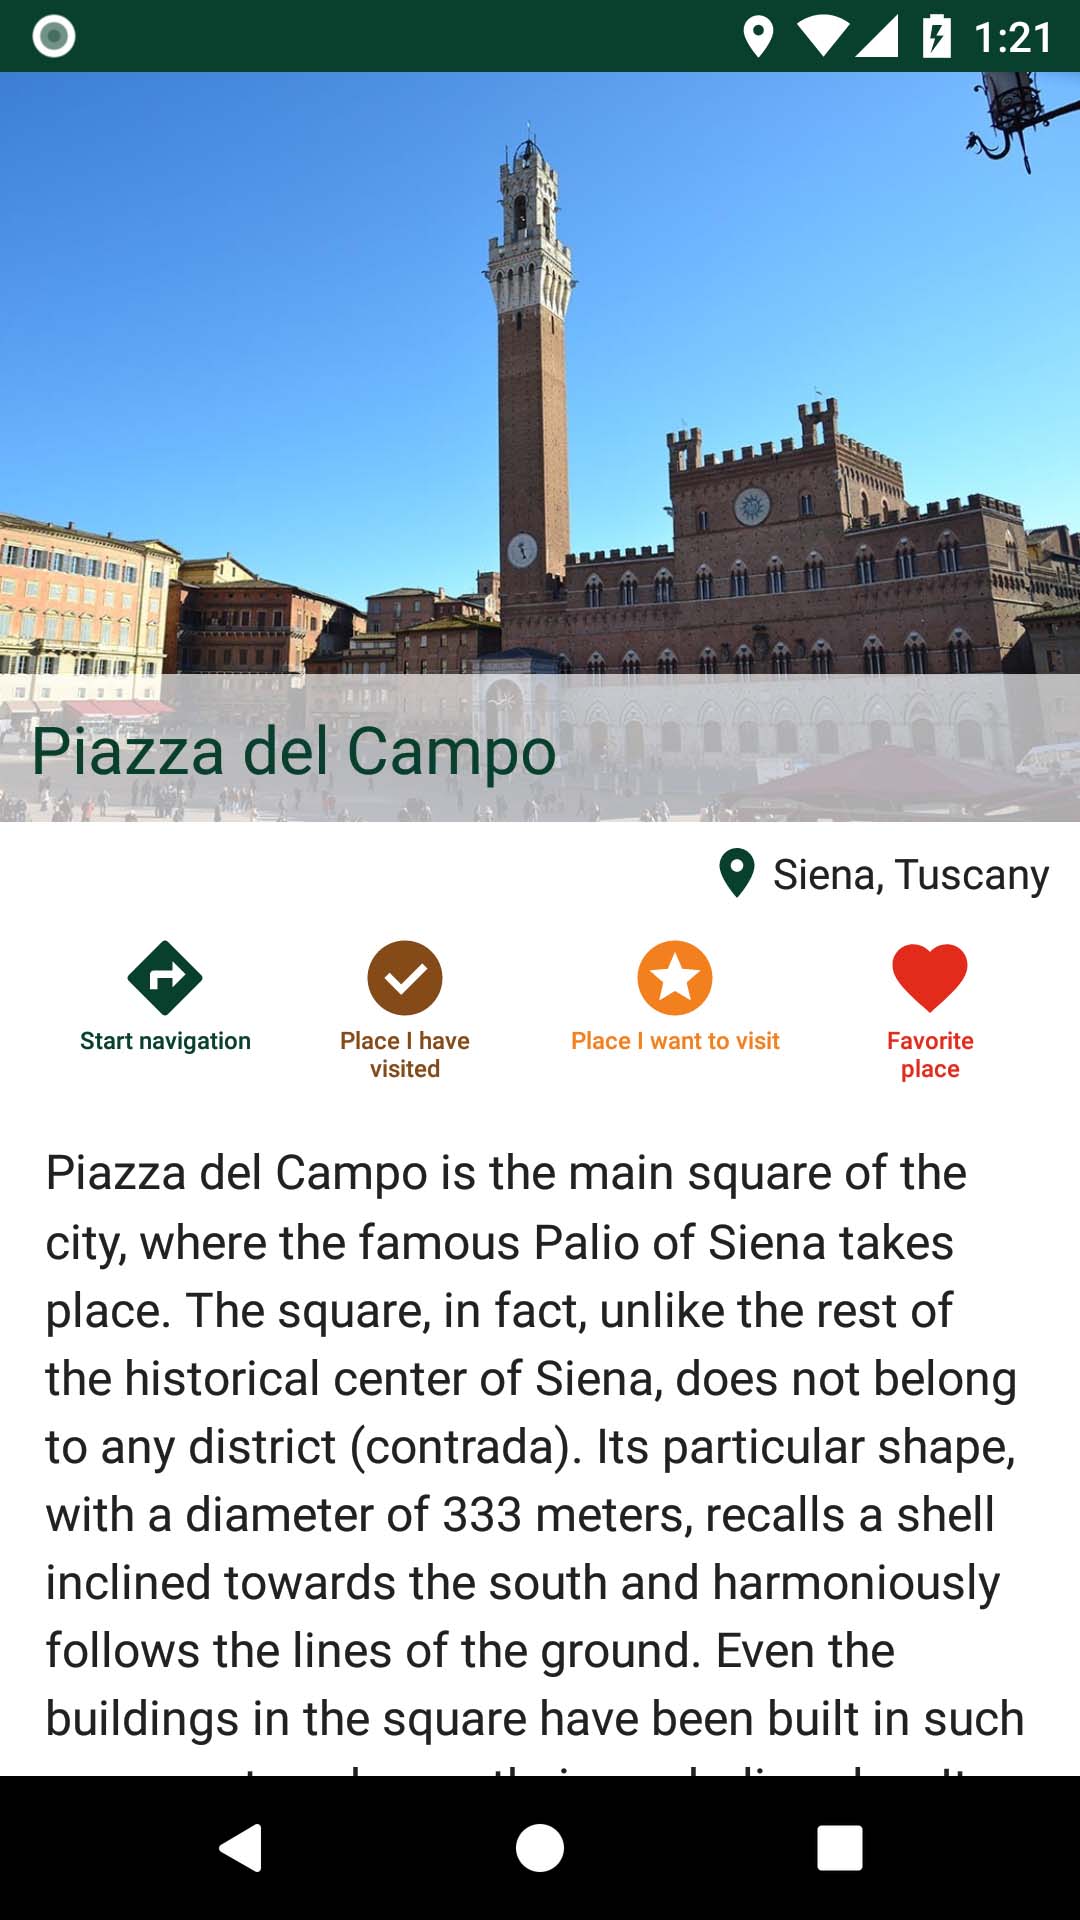 1:21
Piazza del Campo
Siena, Tuscany
Start navigation
Place I have
visited
Place I want to visit
Favorite
place
Piazza del Campo is the main square of the
city, where the famous Palio of Siena takes
place. The square, in fact, unlike the rest of
the historical center of Siena, does not belong
to any district (contrada). Its particular shape,
with a diameter of 333 meters, recalls a shell
inclined towards the south and harmoniously
follows the lines of the ground. Even the
buildings in the square have been built in such